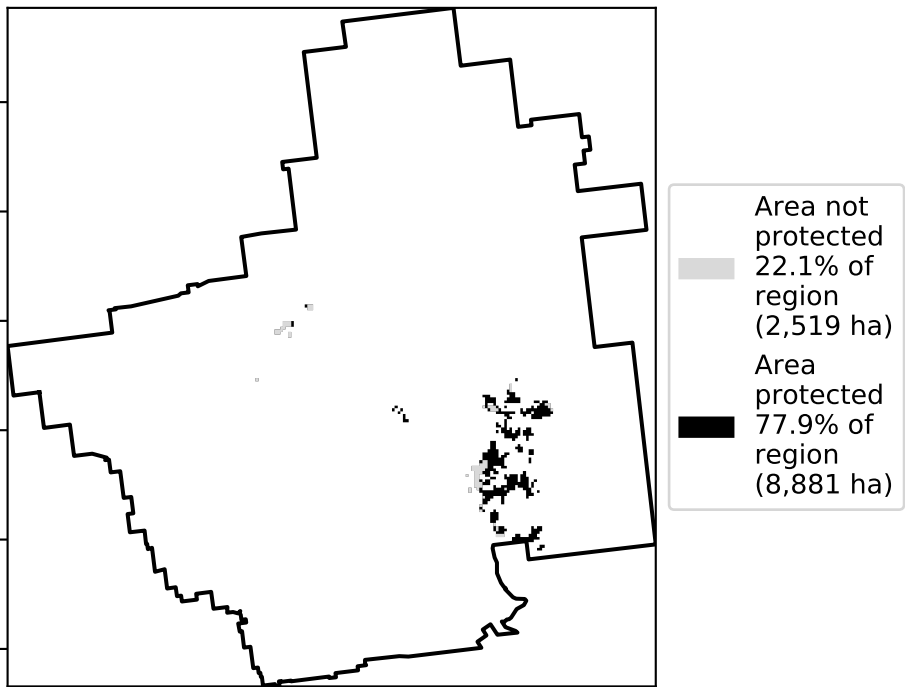 Area not
protected
22.1% of
region
(2,519 ha)
Area
protected
77.9% of
region
(8,881 ha)